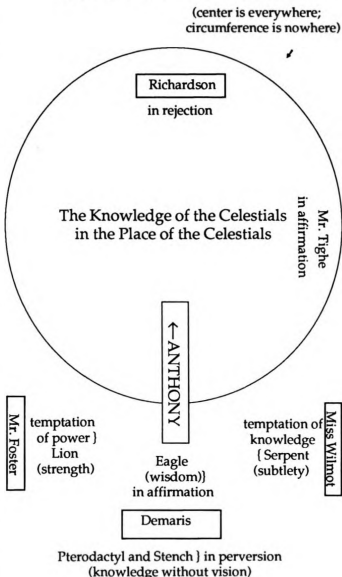 (center is everywhere;
circumference is nowhere)
Richardson
in rejection
The Knowledge of the Celestials
in the Place of the Celestials
Mr. Tighe
in affirmation
←ANTHONY
Mr. Foster
temptation
of power }
Lion
(strength)
Eagle
(wisdom)}
in affirmation
temptation of
knowledge
{ Serpent
(subtlety)
Miss Wilmot
Demaris
Pterodactyl and Stench } in perversion
(knowledge without vision)